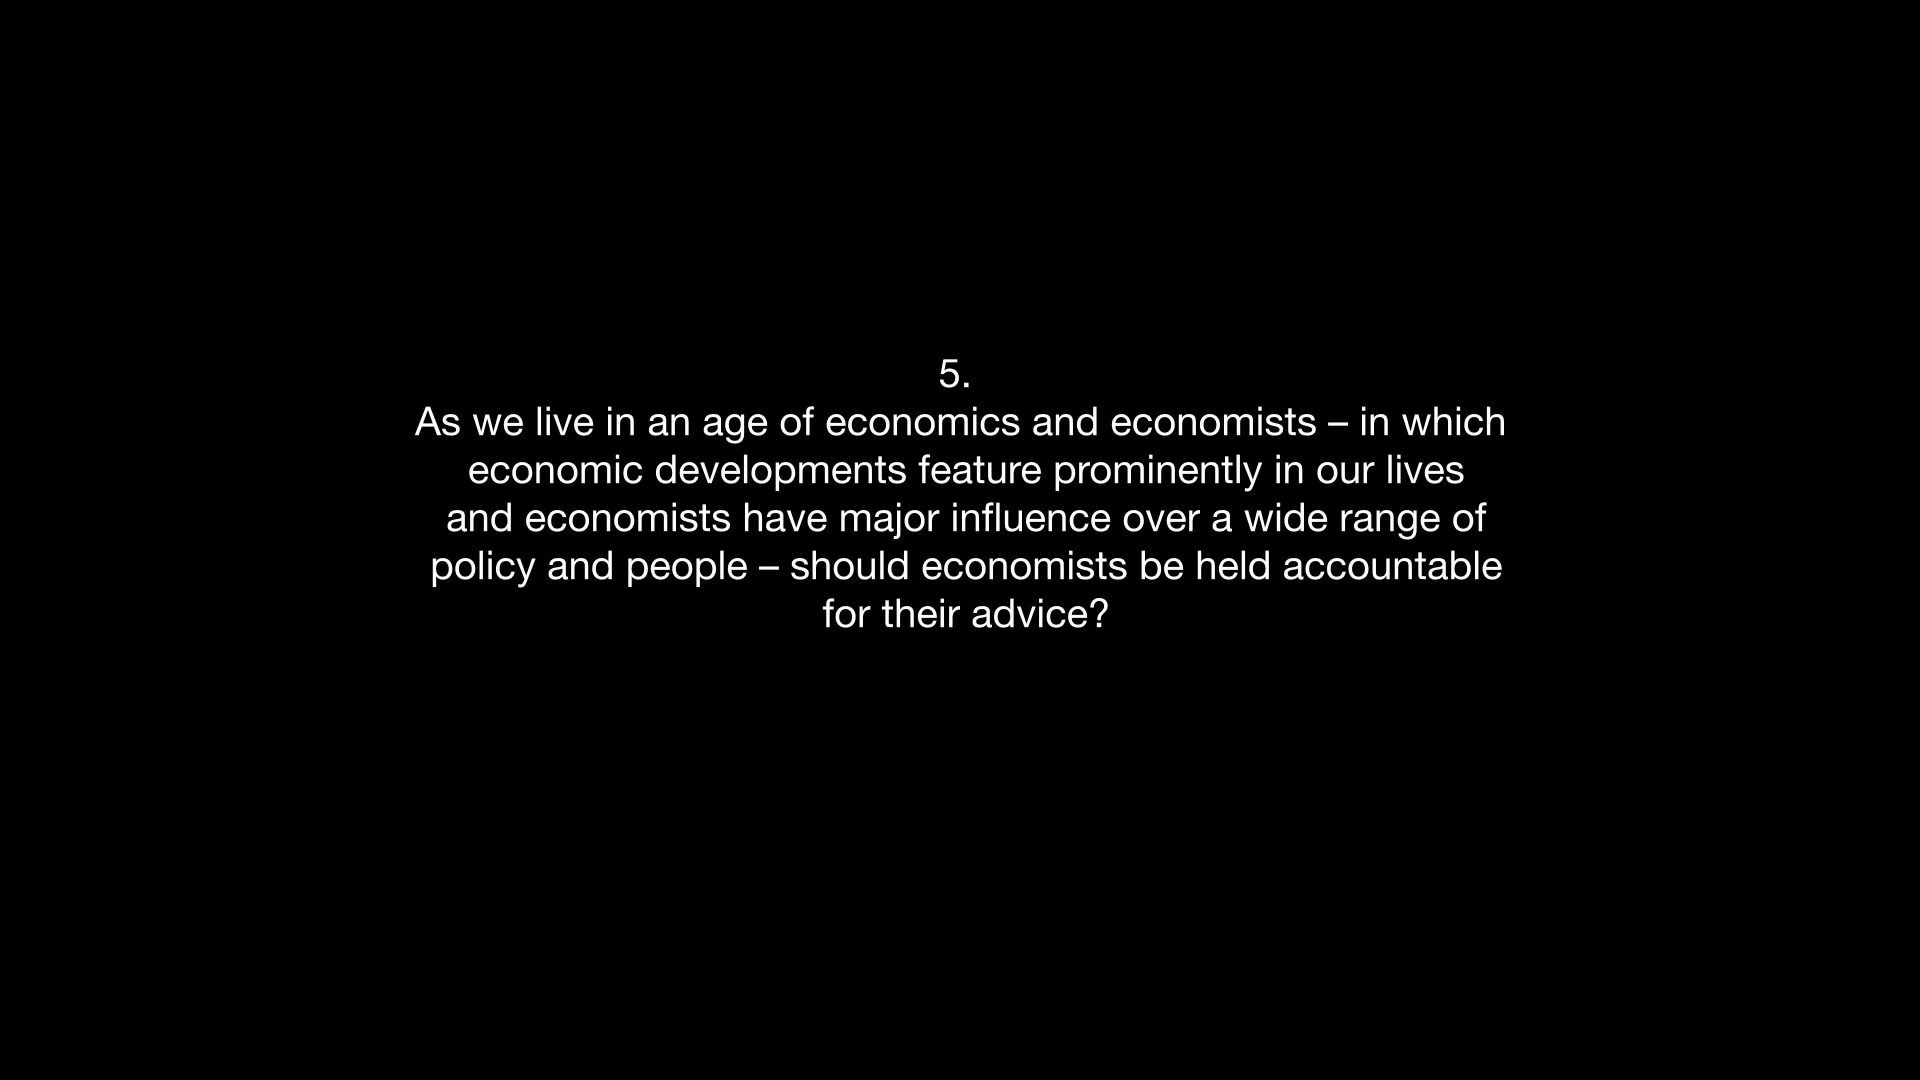 5.
As we live in an age of economics and economists – in which
economic developments feature prominently in our lives
and economists have major influence over a wide range of
policy and people – should economists be held accountable
for their advice?